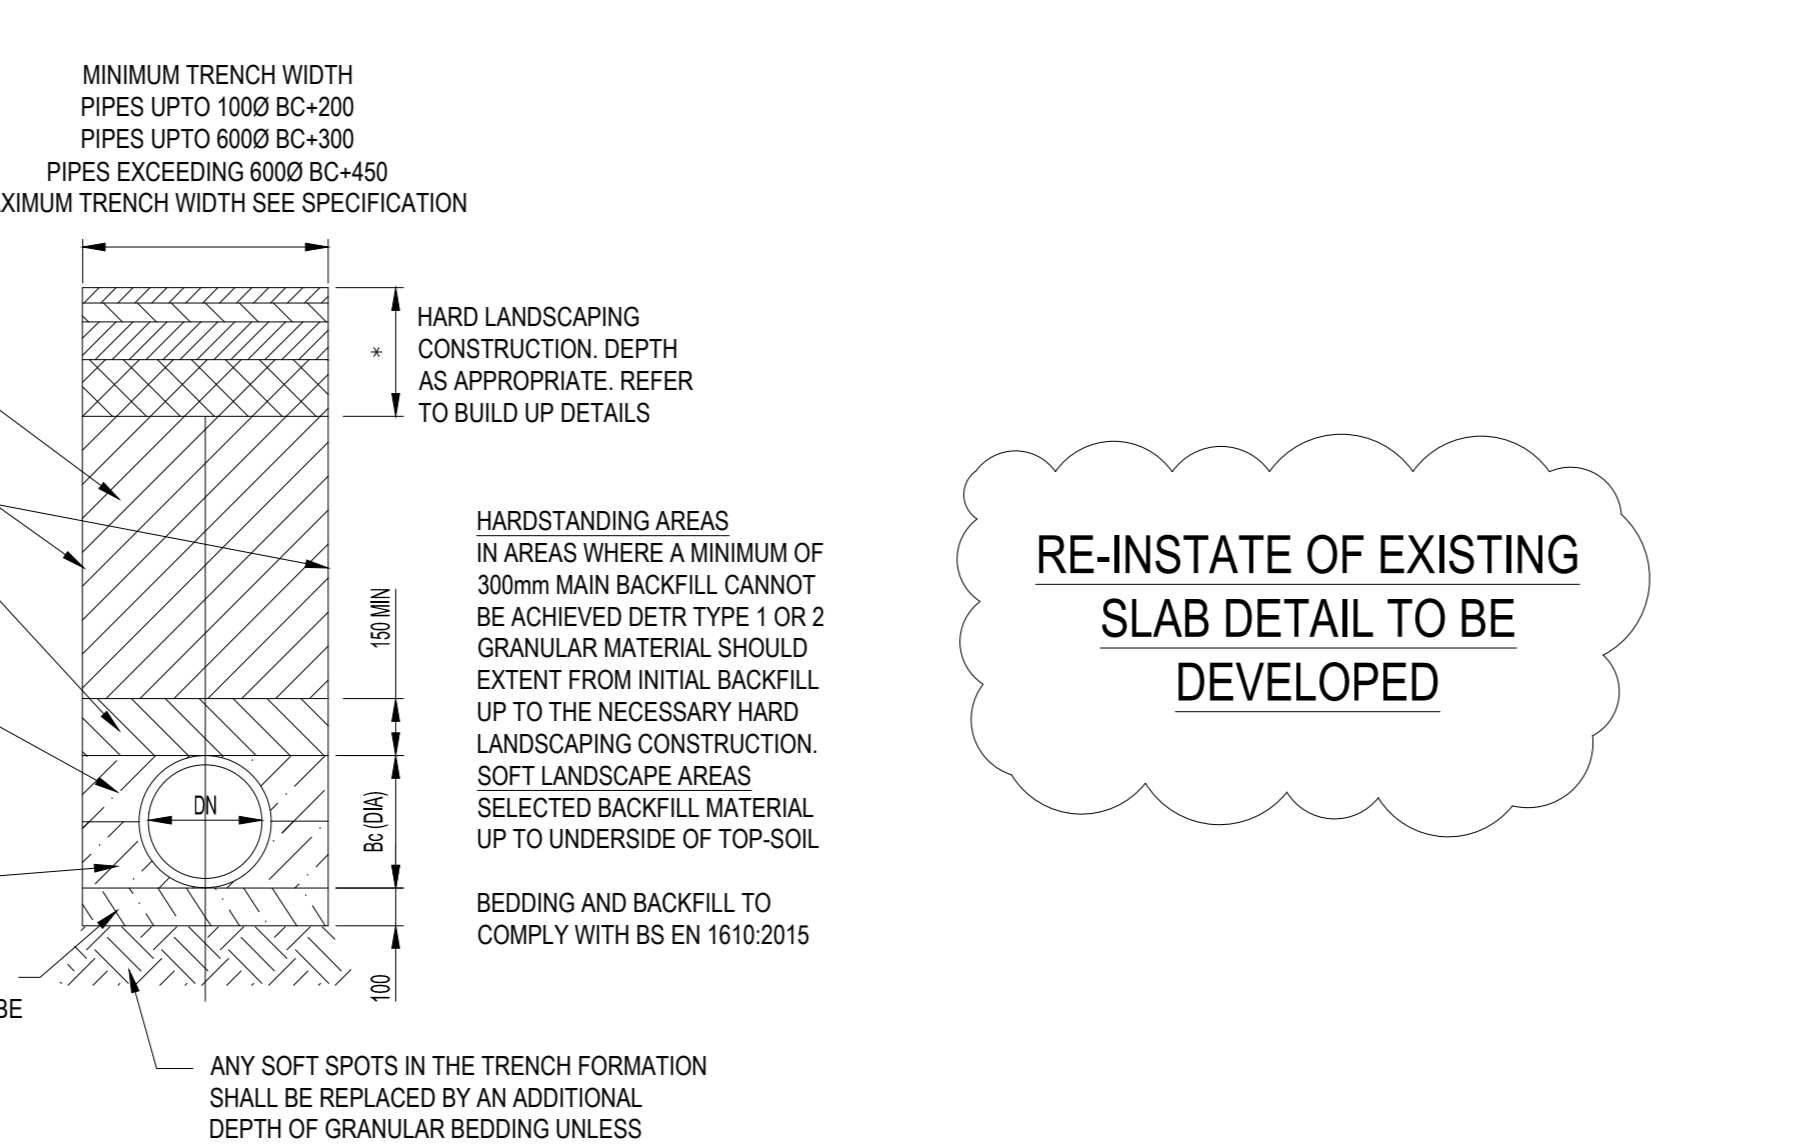 MINIMUM TRENCH WIDTH
PIPES UPTO 100Ø BC+200
PIPES UPTO 600Ø BC+300
PIPES EXCEEDING 600Ø BC+450
XIMUM TRENCH WIDTH SEE SPECIFICATION
*
HARD LANDSCAPING
CONSTRUCTION. DEPTH
AS APPROPRIATE. REFER
TO BUILD UP DETAILS
HARDSTANDING AREAS
IN AREAS WHERE A MINIMUM OF
300mm MAIN BACKFILL CANNOT
BE ACHIEVED DETR TYPE 1 OR 2
GRANULAR MATERIAL SHOULD
EXTENT FROM INITIAL BACKFILL
UP TO THE NECESSARY HARD
LANDSCAPING CONSTRUCTION.
SOFT LANDSCAPE AREAS
SELECTED BACKFILL MATERIAL
UP TO UNDERSIDE OF TOP-SOIL
BEDDING AND BACKFILL TO
COMPLY WITH BS EN 1610:2015
150 MIN
DN
Bc (DIA)
100
BE
ANY SOFT SPOTS IN THE TRENCH FORMATION
SHALL BE REPLACED BY AN ADDITIONAL
DEPTH OF GRANULAR BEDDING UNLESS
RE-INSTATE OF EXISTING
SLAB DETAIL TO BE
DEVELOPED